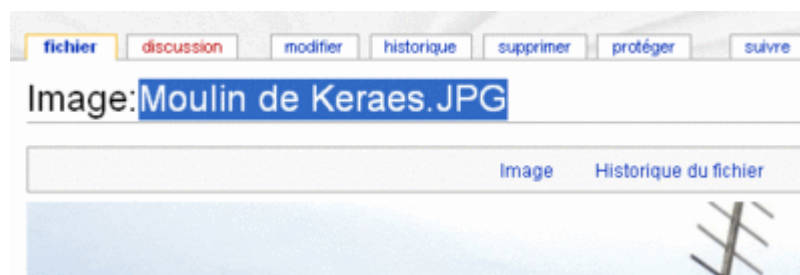 fichier discussion modifier historique supprimer protéger suivre
Image:Moulin de Keraes.JPG
Image Historique du fichier